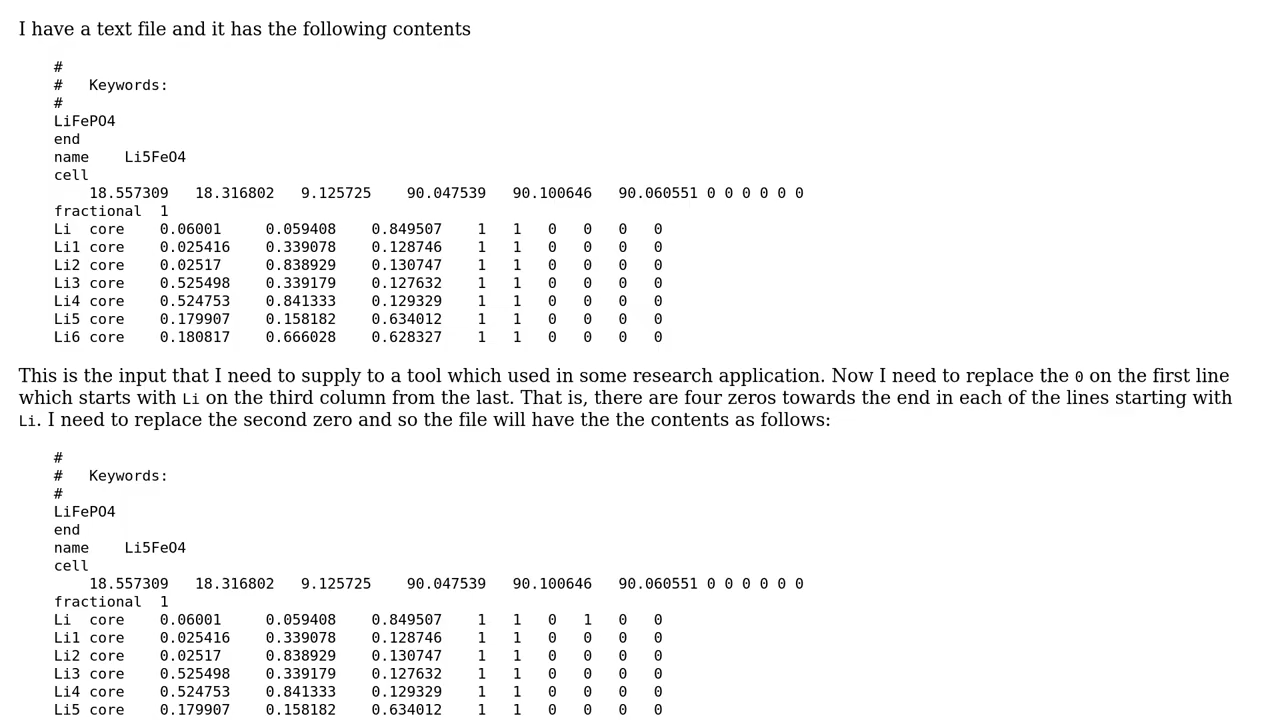 I have a text file and it has the following contents
#
#   Keywords:
#
LiFePO4
end
name    Li5FeO4
cell
    18.557309   18.316802   9.125725    90.047539   90.100646   90.060551 0 0 0 0 0 0
fractional  1
Li  core    0.06001     0.059408    0.849507    1   1   0   0   0   0
Li1 core    0.025416    0.339078    0.128746    1   1   0   0   0   0
Li2 core    0.02517     0.838929    0.130747    1   1   0   0   0   0
Li3 core    0.525498    0.339179    0.127632    1   1   0   0   0   0
Li4 core    0.524753    0.841333    0.129329    1   1   0   0   0   0
Li5 core    0.179907    0.158182    0.634012    1   1   0   0   0   0
Li6 core    0.180817    0.666028    0.628327    1   1   0   0   0   0
This is the input that I need to supply to a tool which used in some research application. Now I need to replace the 0 on the first line
which starts with Li on the third column from the last. That is, there are four zeros towards the end in each of the lines starting with
Li. I need to replace the second zero and so the file will have the the contents as follows:
#
#   Keywords:
#
LiFePO4
end
name    Li5FeO4
cell
    18.557309   18.316802   9.125725    90.047539   90.100646   90.060551 0 0 0 0 0 0
fractional  1
Li  core    0.06001     0.059408    0.849507    1   1   0   1   0   0
Li1 core    0.025416    0.339078    0.128746    1   1   0   0   0   0
Li2 core    0.02517     0.838929    0.130747    1   1   0   0   0   0
Li3 core    0.525498    0.339179    0.127632    1   1   0   0   0   0
Li4 core    0.524753    0.841333    0.129329    1   1   0   0   0   0
Li5 core    0.179907    0.158182    0.634012    1   1   0   0   0   0